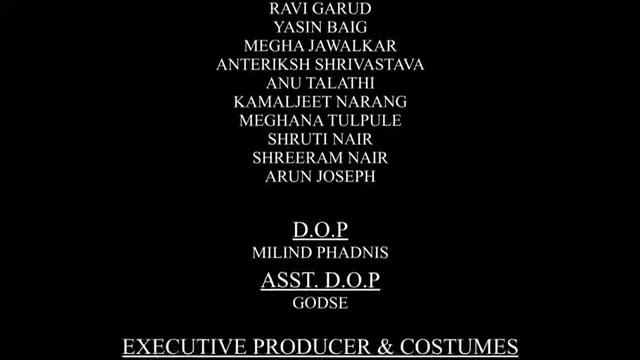 RAVI GARUD
YASIN BAIG
MEGHA JAWALKAR
ANTERIKSH SHRIVASTAVA
ANU TALATHI
KAMALJEET NARANG
MEGHANA TULPULE
SHRUTI NAIR
SHREERAM NAIR
ARUN JOSEPH
D.O.P
MILIND PHADNIS
ASST. D.O.P
GODSE
EXECUTIVE PRODUCER & COSTUMES